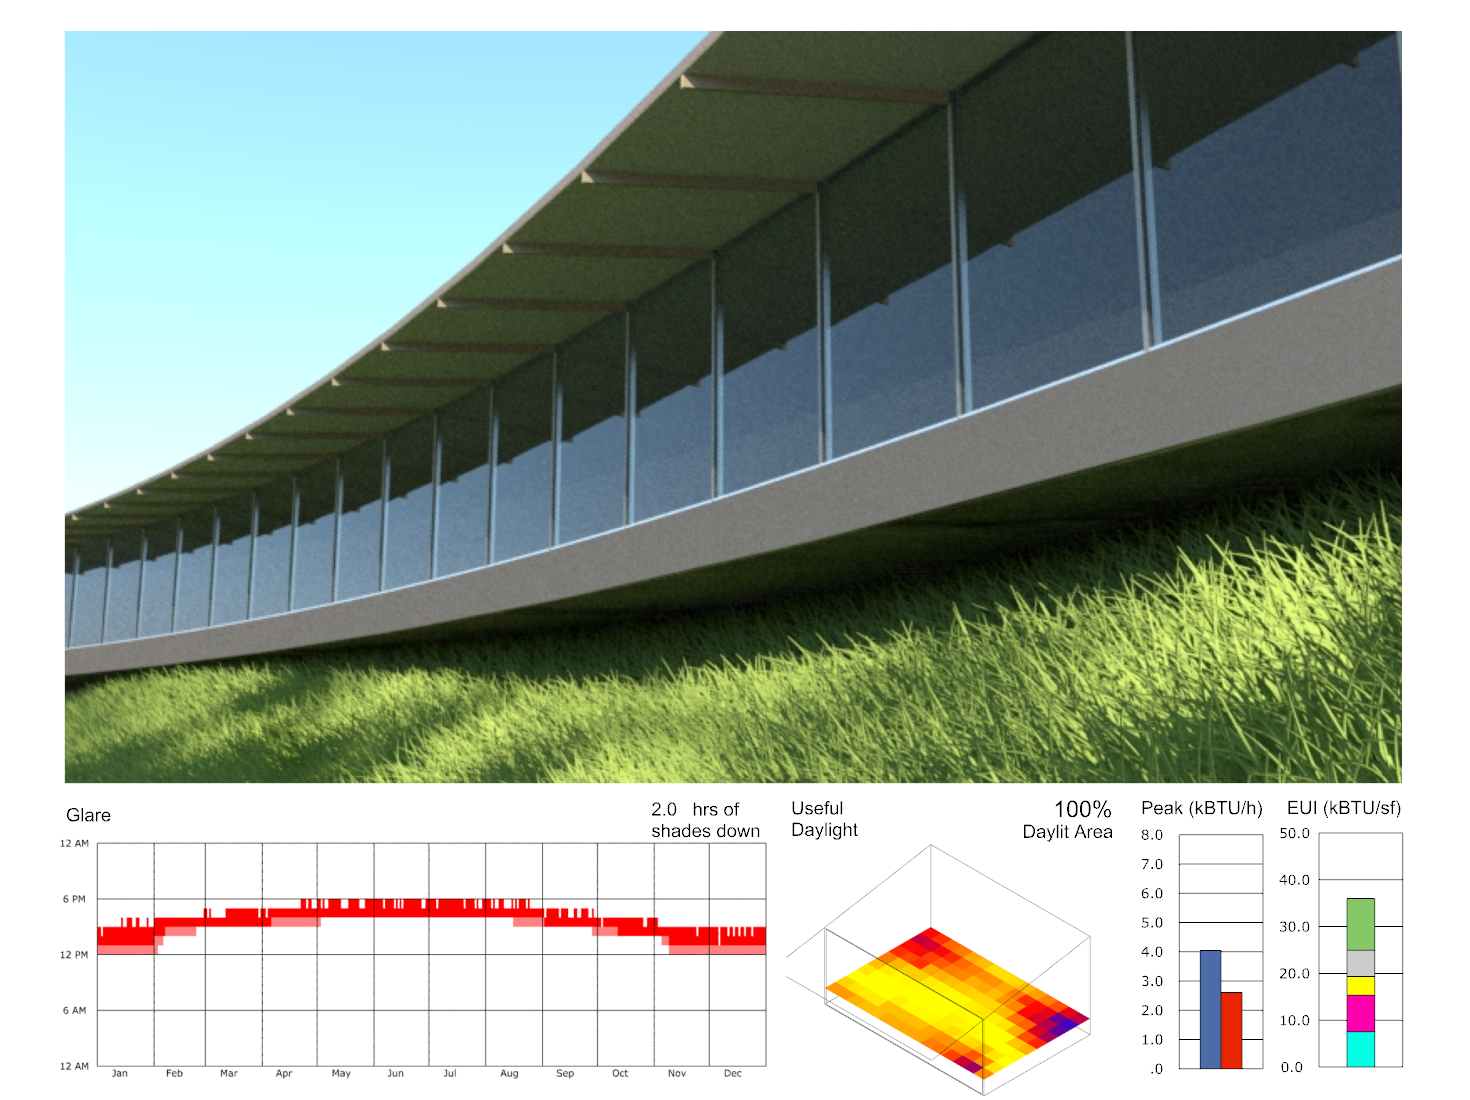 Glare
2.0 hrs of
shades down
12 AM
6 PM
12 PM
6 AM
12 AM
Jan Feb Mar Apr May Jun Jul Aug Sep Oct Nov Dec
Useful
Daylight
100%
Daylit Area
Peak (kBTU/h)
8.0
7.0
6.0
5.0
4.0
3.0
2.0
1.0
.0
EUI (kBTU/sf)
50.0
40.0
30.0
20.0
10.0
0.0